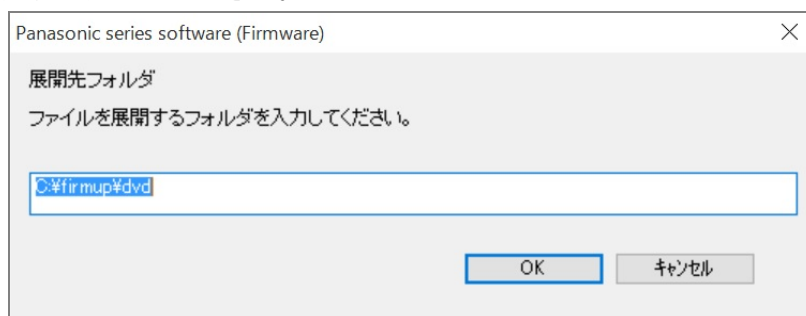 Panasonic series software (Firmware)
展開先フォルダ
ファイルを展開するフォルダを入力してください。
C:¥firmup¥dvd
OK キャンセル